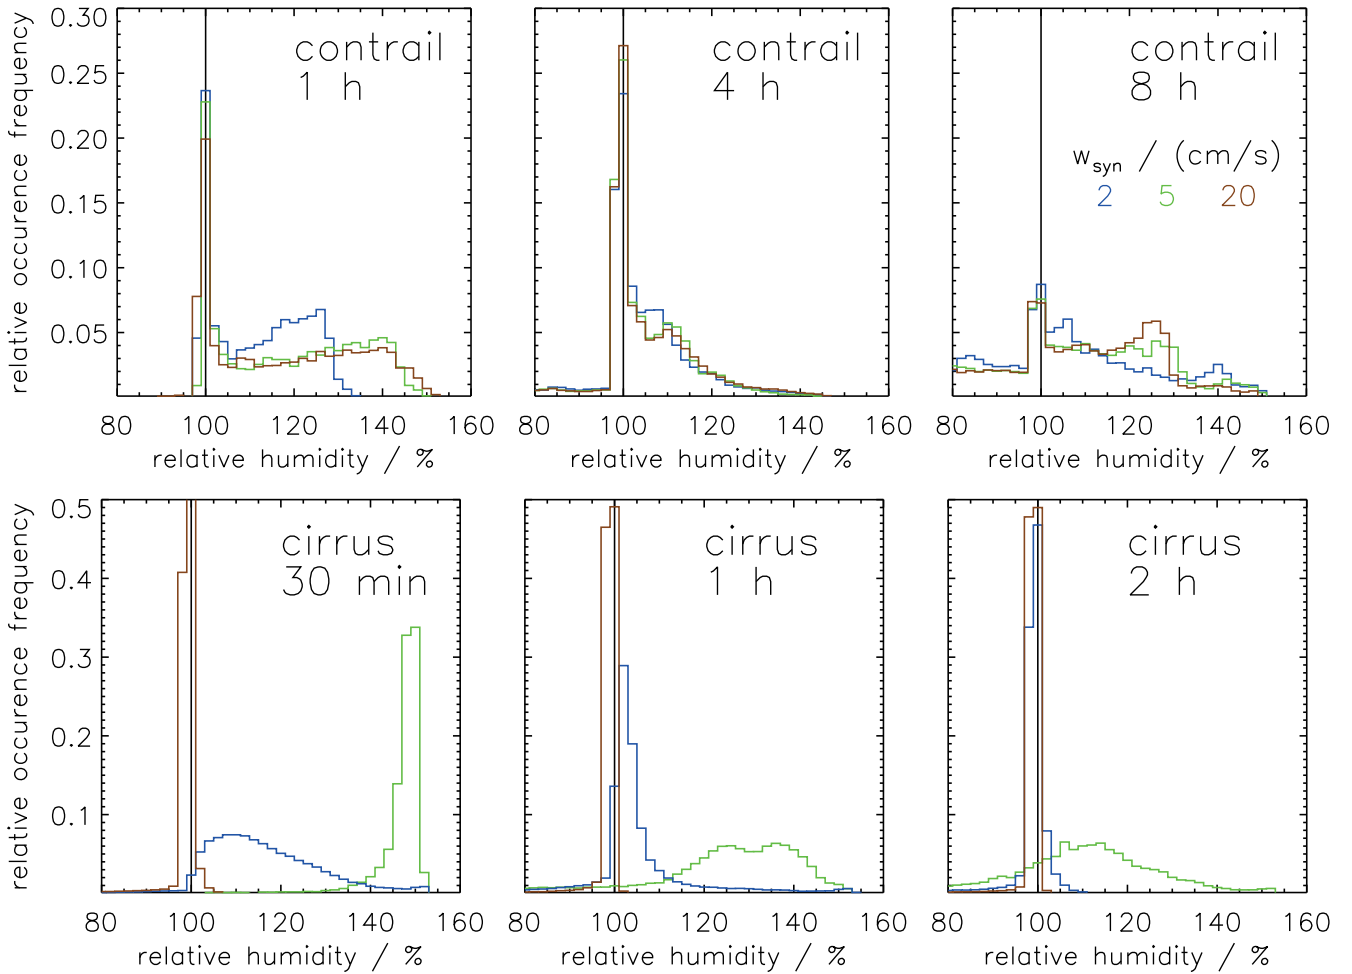 relative occurence frequency
0.30
0.25
0.20
0.15
0.10
0.05
contrail
1 h
80 100 120 140 160
relative humidity / %
contrail
4 h
80 100 120 140 160
relative humidity / %
contrail
8 h
wsyn / (cm/s)
2 5 20
80 100 120 140 160
relative humidity / %
relative occurence frequency
0.5
0.4
0.3
0.2
0.1
cirrus
30 min
80 100 120 140 160
relative humidity / %
cirrus
1 h
80 100 120 140 160
relative humidity / %
cirrus
2 h
80 100 120 140 160
relative humidity / %